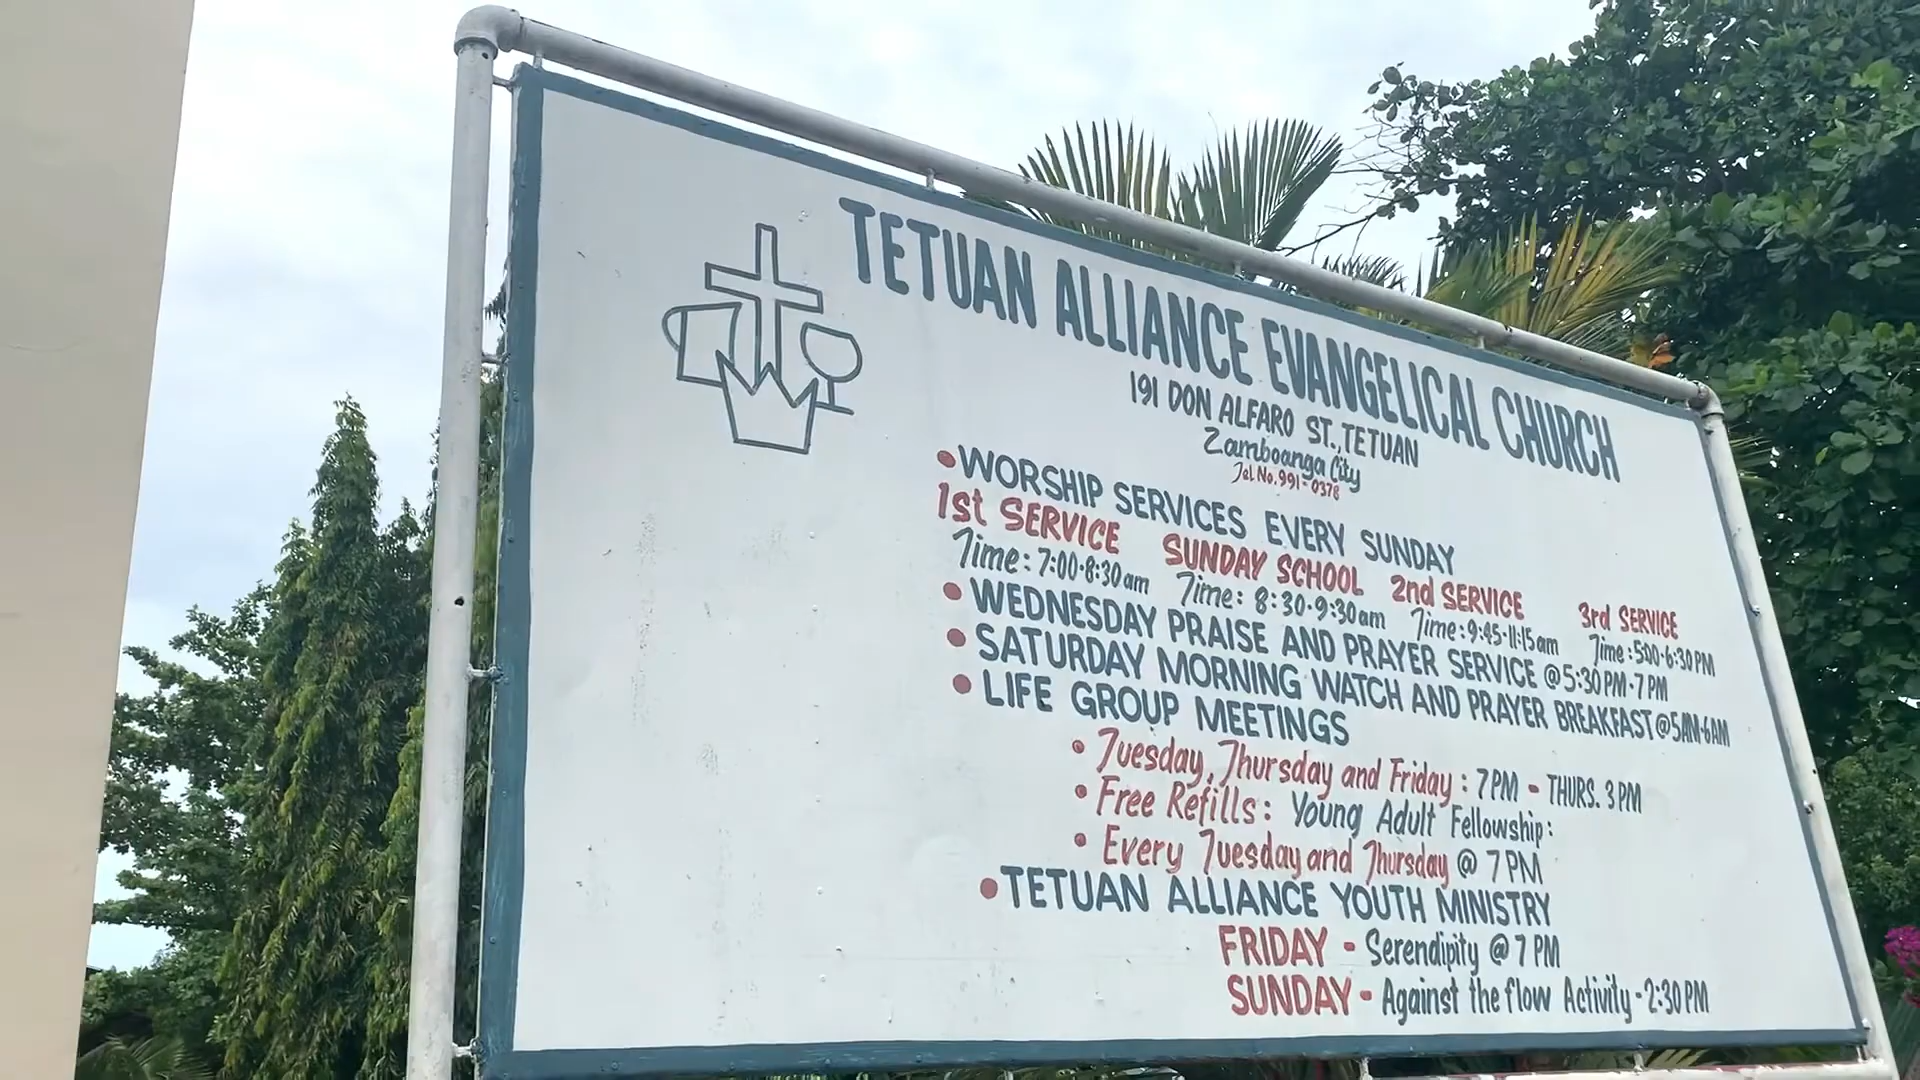 TETUAN ALLIANCE EVANGELICAL CHURCH
191 DON ALFARO ST., TETUAN
Zamboanga City
Tel. No. 991-0378
•WORSHIP SERVICES EVERY SUNDAY
1st SERVICE SUNDAY SCHOOL 2nd SERVICE 3rd SERVICE
Time: 7:00-8:30am Time: 8:30-9:30am Time: 9:45-11:15am Time: 5:00-6:30PM
• WEDNESDAY PRAISE AND PRAYER SERVICE @ 5:30 PM-7 PM
• SATURDAY MORNING WATCH AND PRAYER BREAKFAST @ 5AM-6AM
• LIFE GROUP MEETINGS
• Tuesday, Thursday and Friday: 7 PM - THURS. 3 PM
• Free Refills: Young Adult Fellowship:
• Every Tuesday and Thursday @ 7 PM
•TETUAN ALLIANCE YOUTH MINISTRY
FRIDAY - Serendipity @ 7 PM
SUNDAY - Against the flow Activity - 2:30 PM